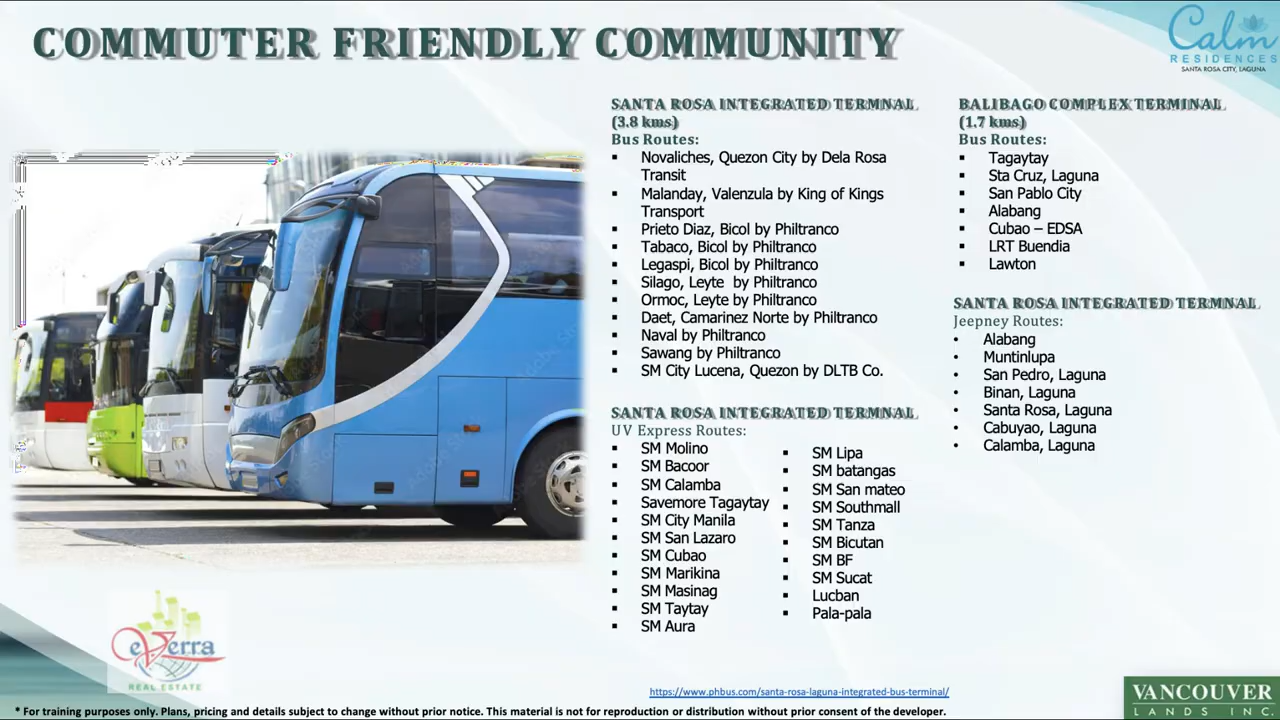 COMMUTER FRIENDLY COMMUNITY
Calm
RESIDENCES
SANTA ROSA CITY, LAGUNA
SANTA ROSA INTEGRATED TERMNAL
(3.8 kms)
Bus Routes:
▪ Novaliches, Quezon City by Dela Rosa
Transit
▪ Malanday, Valenzula by King of Kings
Transport
▪ Prieto Diaz, Bicol by Philtranco
▪ Tabaco, Bicol by Philtranco
▪ Legaspi, Bicol by Philtranco
▪ Silago, Leyte by Philtranco
▪ Ormoc, Leyte by Philtranco
▪ Daet, Camarinez Norte by Philtranco
▪ Naval by Philtranco
▪ Sawang by Philtranco
▪ SM City Lucena, Quezon by DLTB Co.
SANTA ROSA INTEGRATED TERMNAL
UV Express Routes:
▪ SM Molino
▪ SM Bacoor
▪ SM Calamba
▪ Savemore Tagaytay
▪ SM City Manila
▪ SM San Lazaro
▪ SM Cubao
▪ SM Marikina
▪ SM Masinag
▪ SM Taytay
▪ SM Aura
▪ SM Lipa
▪ SM batangas
▪ SM San mateo
▪ SM Southmall
▪ SM Tanza
▪ SM Bicutan
▪ SM BF
▪ SM Sucat
▪ Lucban
▪ Pala-pala
BALIBAGO COMPLEX TERMINAL
(1.7 kms)
Bus Routes:
▪ Tagaytay
▪ Sta Cruz, Laguna
▪ San Pablo City
▪ Alabang
▪ Cubao – EDSA
▪ LRT Buendia
▪ Lawton
SANTA ROSA INTEGRATED TERMNAL
Jeepney Routes:
• Alabang
• Muntinlupa
• San Pedro, Laguna
• Binan, Laguna
• Santa Rosa, Laguna
• Cabuyao, Laguna
• Calamba, Laguna
eVerra
REAL ESTATE
https://www.phbus.com/santa-rosa-laguna-integrated-bus-terminal/
VANCOUVER
LANDS INC.
* For training purposes only. Plans, pricing and details subject to change without prior notice. This material is not for reproduction or distribution without prior consent of the developer.